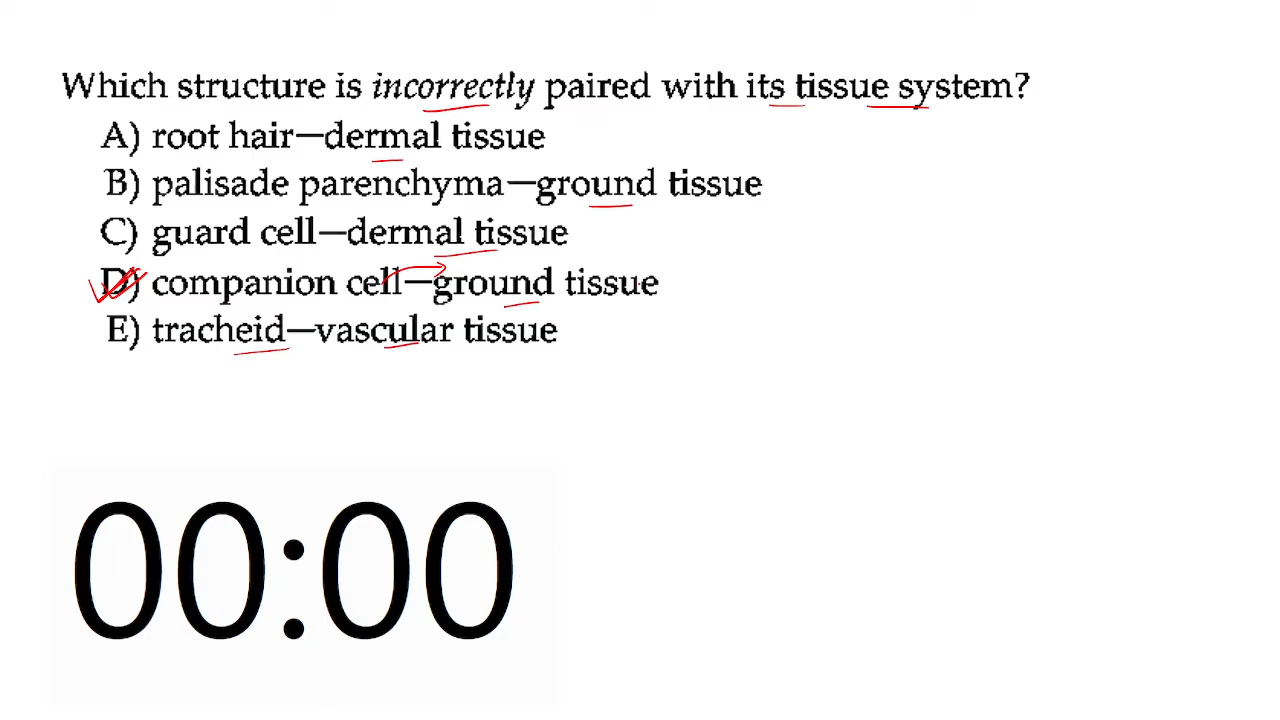 Which structure is incorrectly paired with its tissue system?
A) root hair—dermal tissue
B) palisade parenchyma—ground tissue
C) guard cell—dermal tissue
D) companion cell—ground tissue
E) tracheid—vascular tissue
00:00